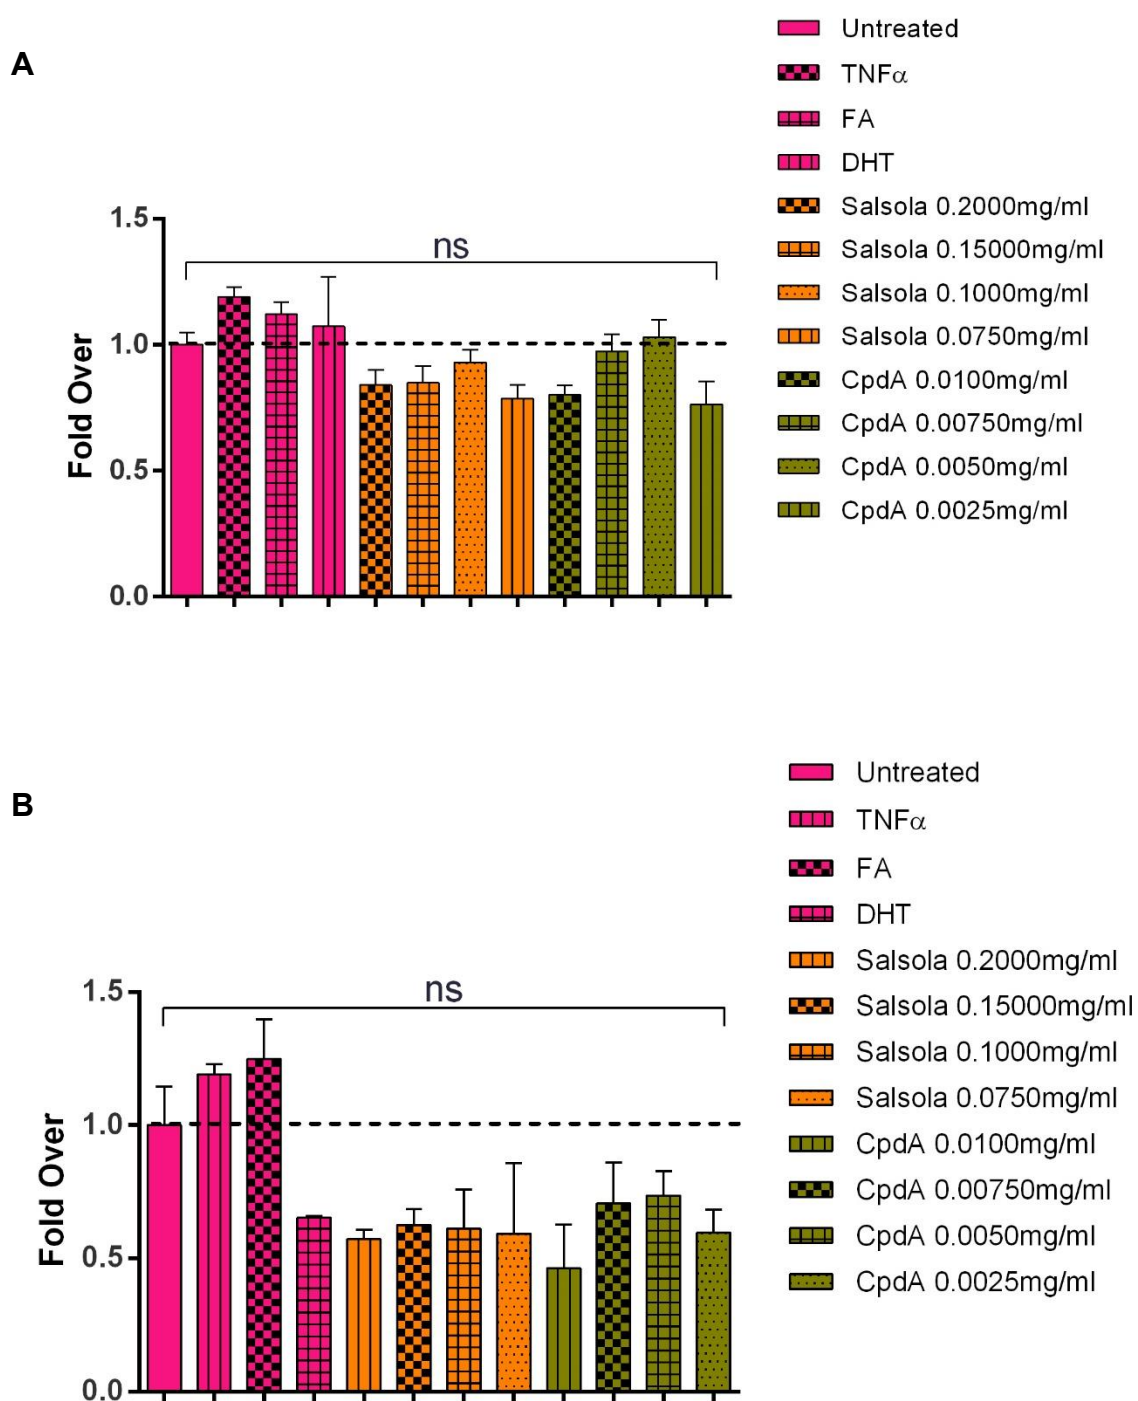 A
Untreated
TNFα
FA
DHT
Salsola 0.2000mg/ml
Salsola 0.15000mg/ml
Salsola 0.1000mg/ml
Salsola 0.0750mg/ml
CpdA 0.0100mg/ml
CpdA 0.00750mg/ml
CpdA 0.0050mg/ml
CpdA 0.0025mg/ml
ns
Fold Over
1.5
1.0
0.5
0.0
B
Untreated
TNFα
FA
DHT
Salsola 0.2000mg/ml
Salsola 0.15000mg/ml
Salsola 0.1000mg/ml
Salsola 0.0750mg/ml
CpdA 0.0100mg/ml
CpdA 0.00750mg/ml
CpdA 0.0050mg/ml
CpdA 0.0025mg/ml
ns
Fold Over
1.5
1.0
0.5
0.0